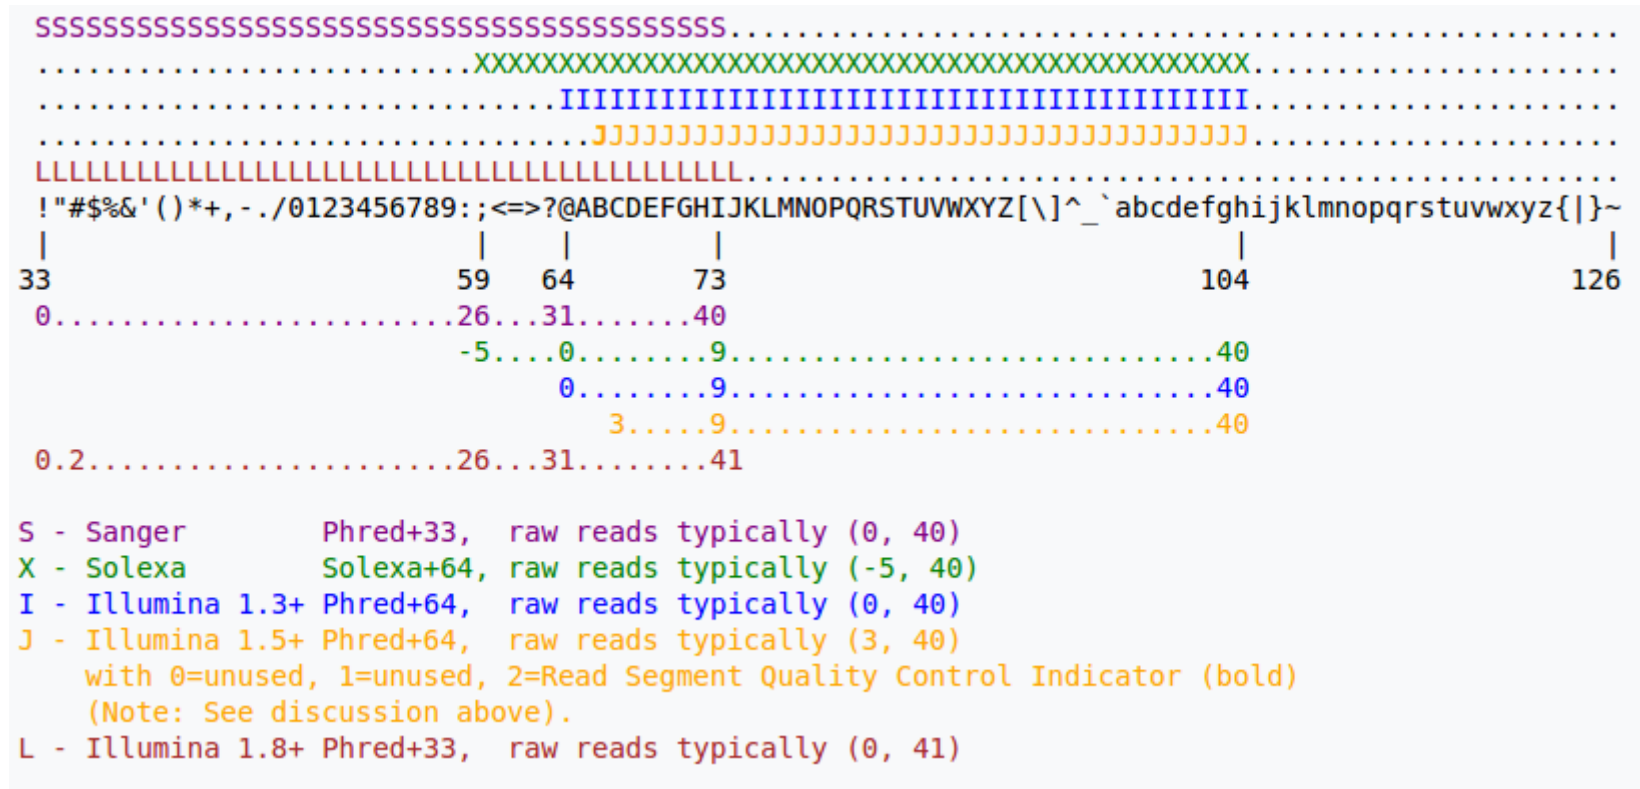 SSSSSSSSSSSSSSSSSSSSSSSSSSSSSSSSSSSSSSSSS.....................................................
..........................XXXXXXXXXXXXXXXXXXXXXXXXXXXXXXXXXXXXXXXXXXXXXX......................
...............................IIIIIIIIIIIIIIIIIIIIIIIIIIIIIIIIIIIIIIIII......................
.................................JJJJJJJJJJJJJJJJJJJJJJJJJJJJJJJJJJJJJJJ......................
LLLLLLLLLLLLLLLLLLLLLLLLLLLLLLLLLLLLLLLLLL....................................................
!"#$%&'()*+,-./0123456789:;<=>?@ABCDEFGHIJKLMNOPQRSTUVWXYZ[\]^_`abcdefghijklmnopqrstuvwxyz{|}~
| | | | | |
33 59 64 73 104 126
0........................26...31.......40
-5....0........9.............................40
0........9.............................40
3.....9.............................40
0.2......................26...31........41
S - Sanger Phred+33, raw reads typically (0, 40)
X - Solexa Solexa+64, raw reads typically (-5, 40)
I - Illumina 1.3+ Phred+64, raw reads typically (0, 40)
J - Illumina 1.5+ Phred+64, raw reads typically (3, 40)
with 0=unused, 1=unused, 2=Read Segment Quality Control Indicator (bold)
(Note: See discussion above).
L - Illumina 1.8+ Phred+33, raw reads typically (0, 41)